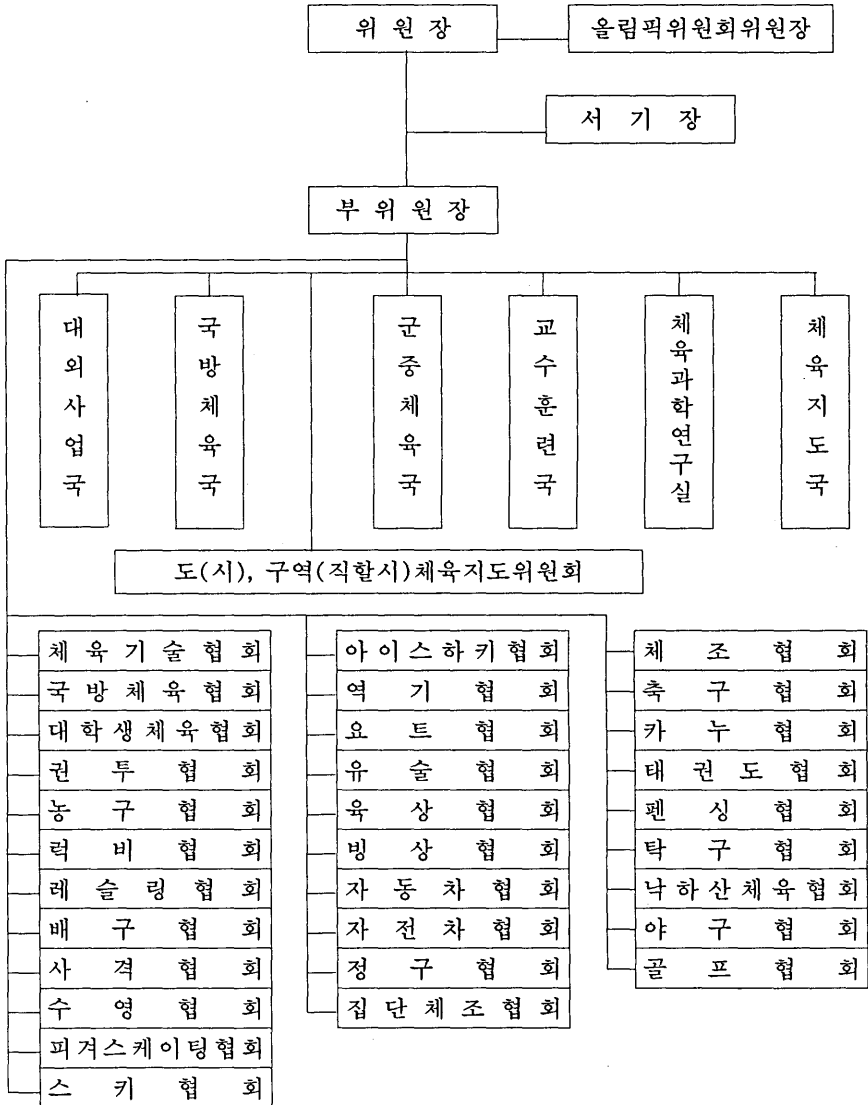 위 원 장
올림픽위원회위원장
서 기 장
부 위 원 장
대외사업국
국방체육국
군중체육국
교수훈련국
체육과학연구실
체육지도국
도(시), 구역(직할시)체육지도위원회
체 육 기 술 협 회
국 방 체 육 협 회
대 학 생 체 육 협 회
권 투 협 회
농 구 협 회
럭 비 협 회
레 슬 링 협 회
배 구 협 회
사 격 협 회
수 영 협 회
피겨스케이팅협회
스 키 협 회
아 이 스 하 키 협 회
역 기 협 회
요 트 협 회
유 술 협 회
육 상 협 회
빙 상 협 회
자 동 차 협 회
자 전 차 협 회
정 구 협 회
집 단 체 조 협 회
체 조 협 회
축 구 협 회
카 누 협 회
태 권 도 협 회
펜 싱 협 회
탁 구 협 회
낙 하 산 체 육 협 회
야 구 협 회
골 프 협 회